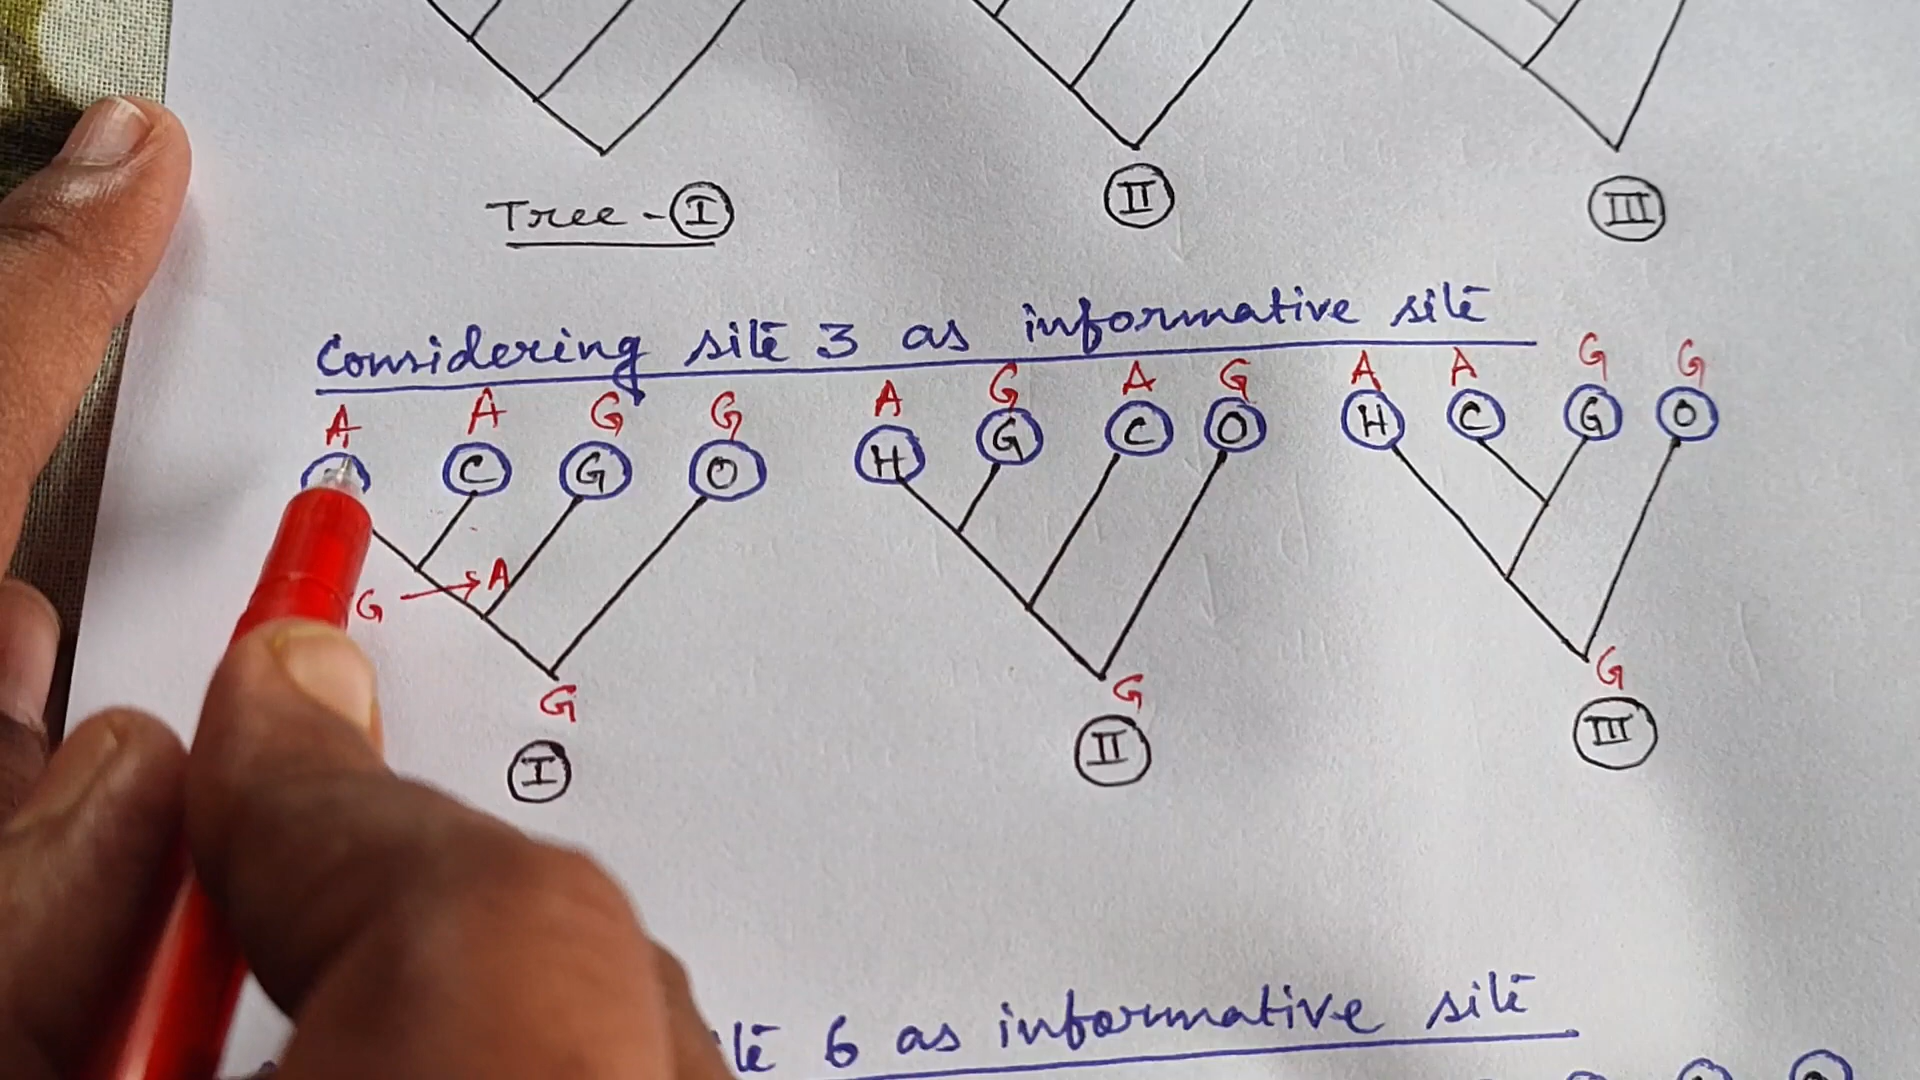 Tree - I II III
Considering site 3 as informative site
A A G G A G A G A A G G
C G O H G C O H C G O
G → A
G G G
I II III
6 as informative site